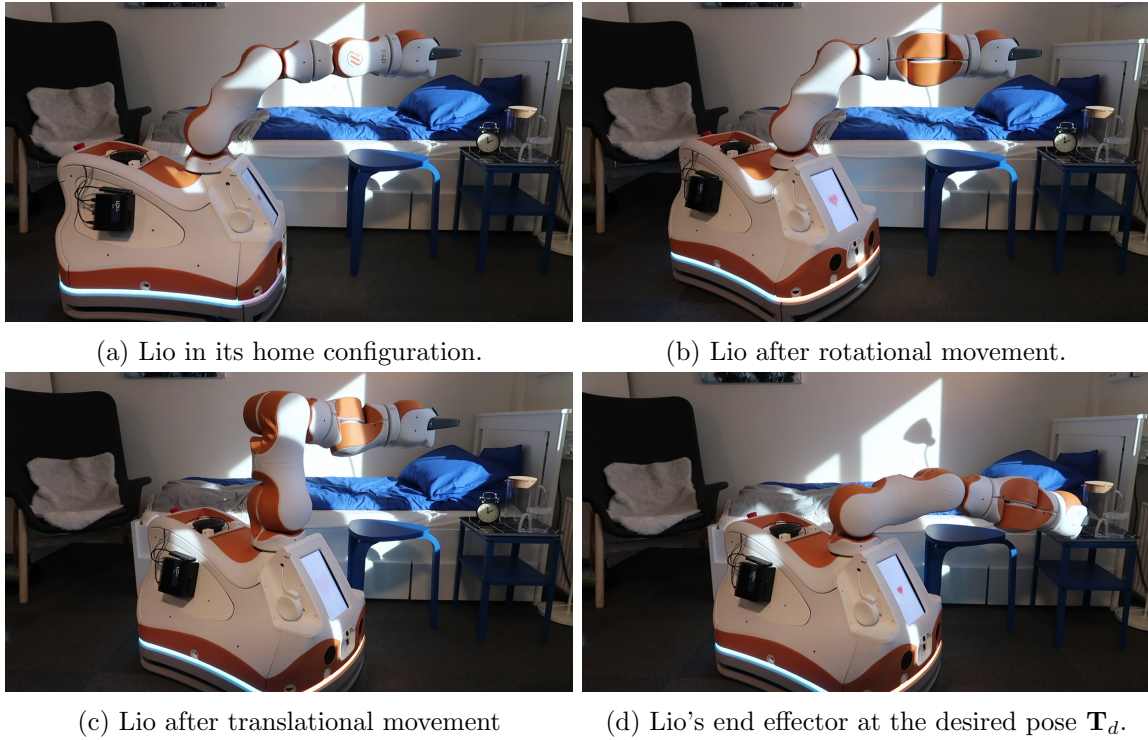 P&P
(a) Lio in its home configuration.
(b) Lio after rotational movement.
(c) Lio after translational movement
(d) Lio's end effector at the desired pose T_d.